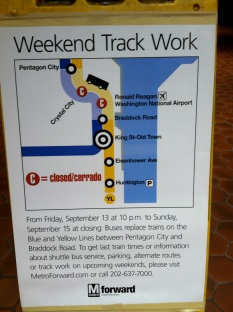 Weekend Track Work
Pentagon City
Crystal City
C
C
Ronald Reagan
Washington National Airport
Braddock Road
King St-Old Town
Eisenhower Ave
C = closed/cerrado
Huntington P
YL
From Friday, September 13 at 10 p.m. to Sunday,
September 15 at closing. Buses replace trains on the
Blue and Yellow Lines between Pentagon City and
Braddock Road. To get last train times or information
about shuttle bus service, parking, alternate routes
or track work on upcoming weekends, please visit
MetroForward.com or call 202-637-7000.
M forward